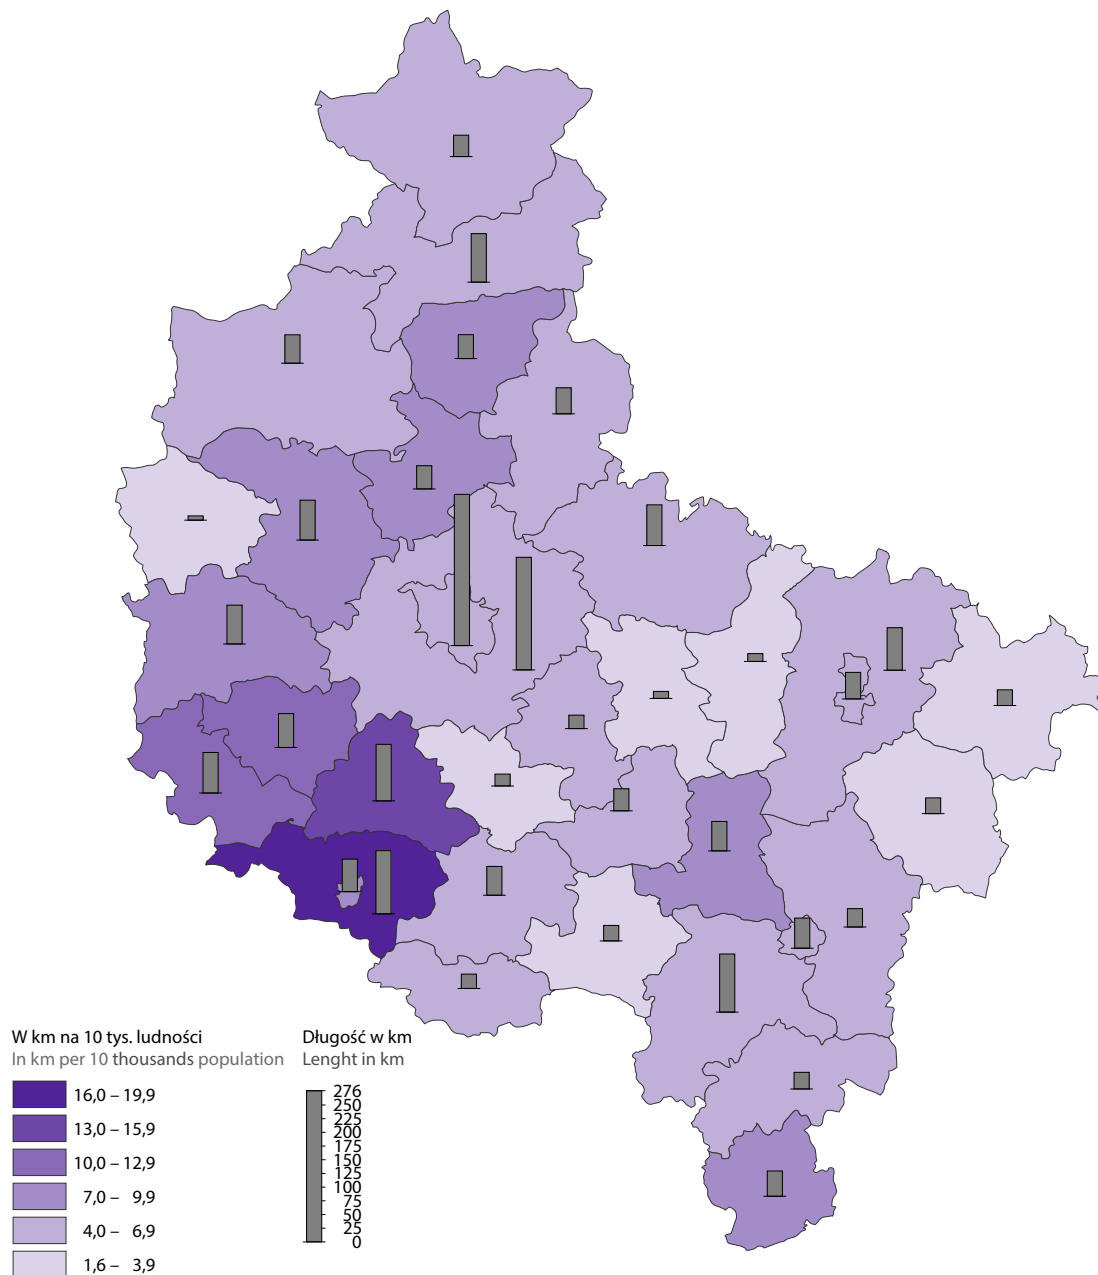 W km na 10 tys. ludności
In km per 10 thousands population
16,0 – 19,9
13,0 – 15,9
10,0 – 12,9
7,0 – 9,9
4,0 – 6,9
1,6 – 3,9
Długość w km
Lenght in km
276
250
225
200
175
150
125
100
75
50
25
0